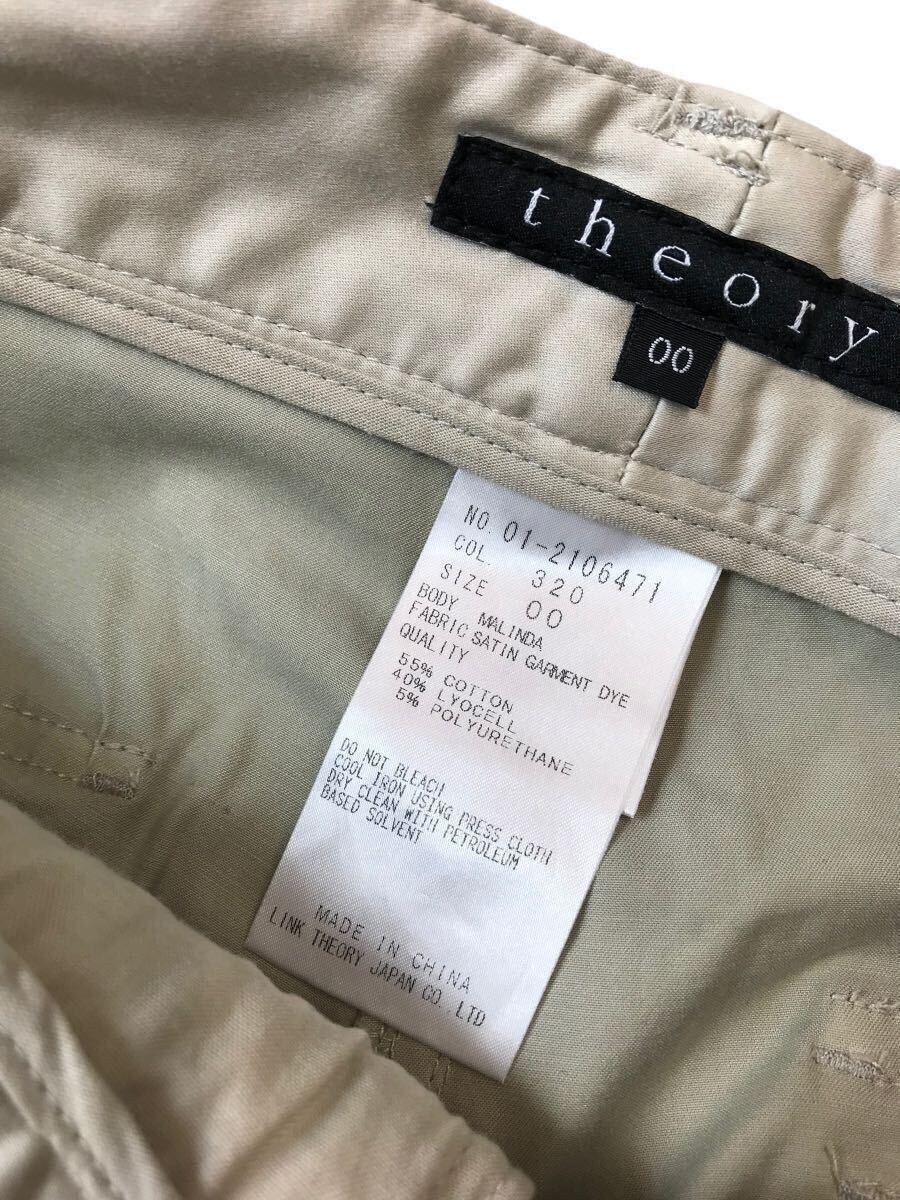 theory
00
NO. 01-2106471
COL. 320
SIZE 00
BODY MALINDA
FABRIC SATIN GARMENT DYE
QUALITY
55% COTTON
40% LYOCELL
5% POLYURETHANE
DO NOT BLEACH
COOL IRON USING PRESS CLOTH
DRY CLEAN WITH PETROLEUM
BASED SOLVENT
MADE IN CHINA
LINK THEORY JAPAN CO. LTD